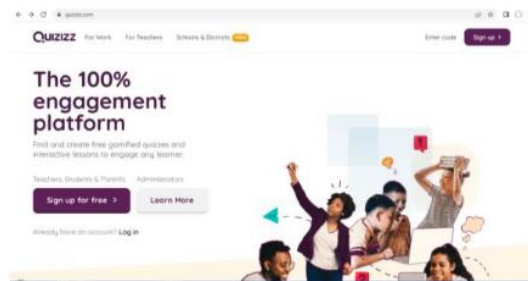 quizizz.com
Quizizz For Work For Teachers Schools & Districts Enter code Sign up >
The 100%
engagement
platform
Find and create free gamified quizzes and
interactive lessons to engage any learner.
Teachers, Students & Parents Administrators
Sign up for free > Learn More
Already have an account? Log in